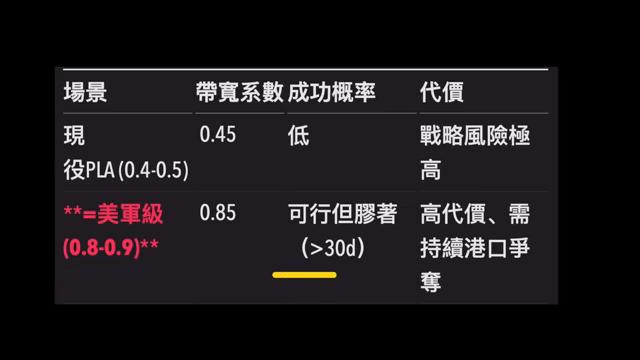 場景 帶寬系數 成功概率 代價
現 0.45 低 戰略風險極
役PLA (0.4-0.5) 高
**=美軍級 0.85 可行但膠著 高代價、需
(0.8-0.9)** （>30d） 持續港口爭
奪